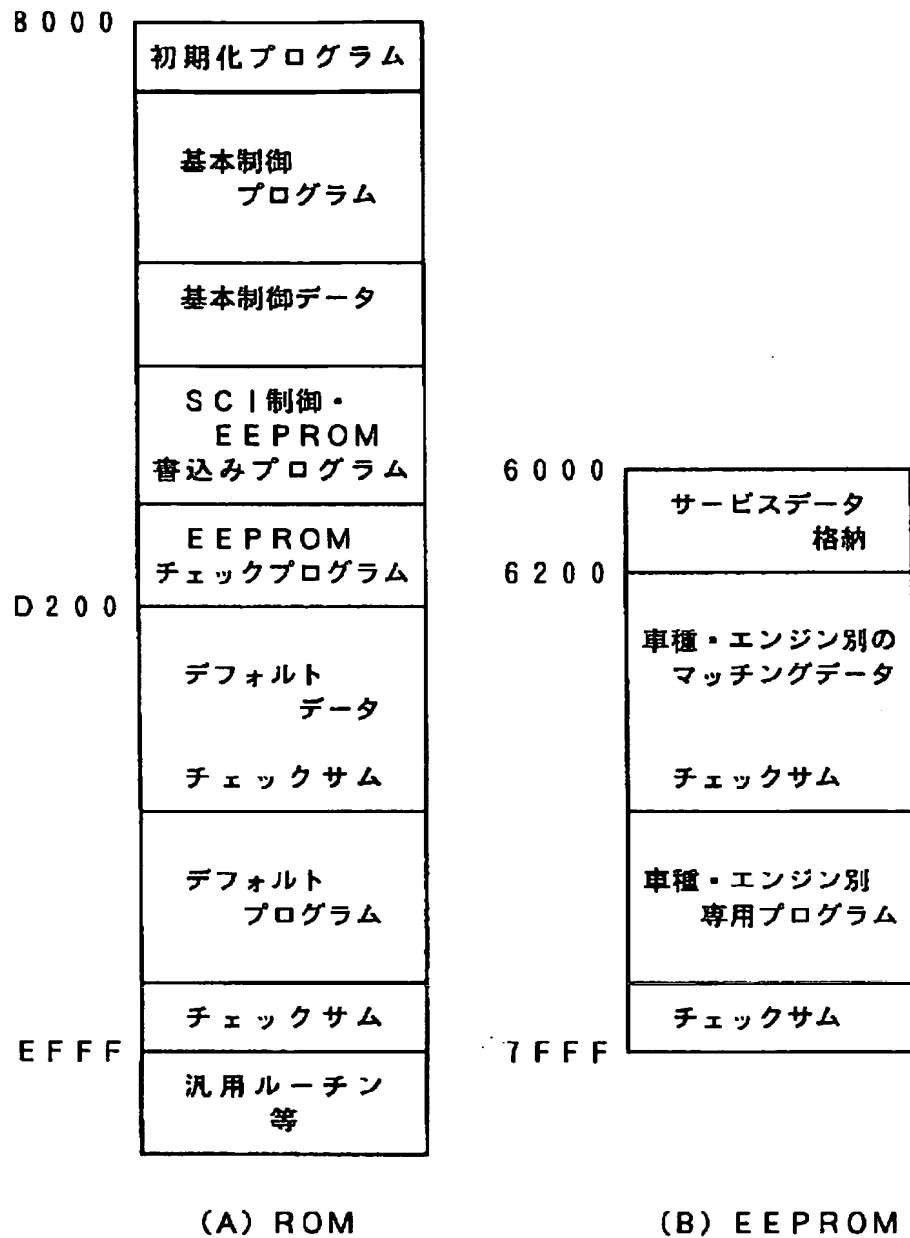 8000
初期化プログラム
基本制御
プログラム
基本制御データ
SCI制御・
EEPROM
書込みプログラム
EEPROM
チェックプログラム
D200
デフォルト
データ
チェックサム
デフォルト
プログラム
チェックサム
EFFF
汎用ルーチン
等
(A) ROM
6000
サービスデータ
格納
6200
車種・エンジン別の
マッチングデータ
チェックサム
車種・エンジン別
専用プログラム
チェックサム
7FFF
(B) EEPROM